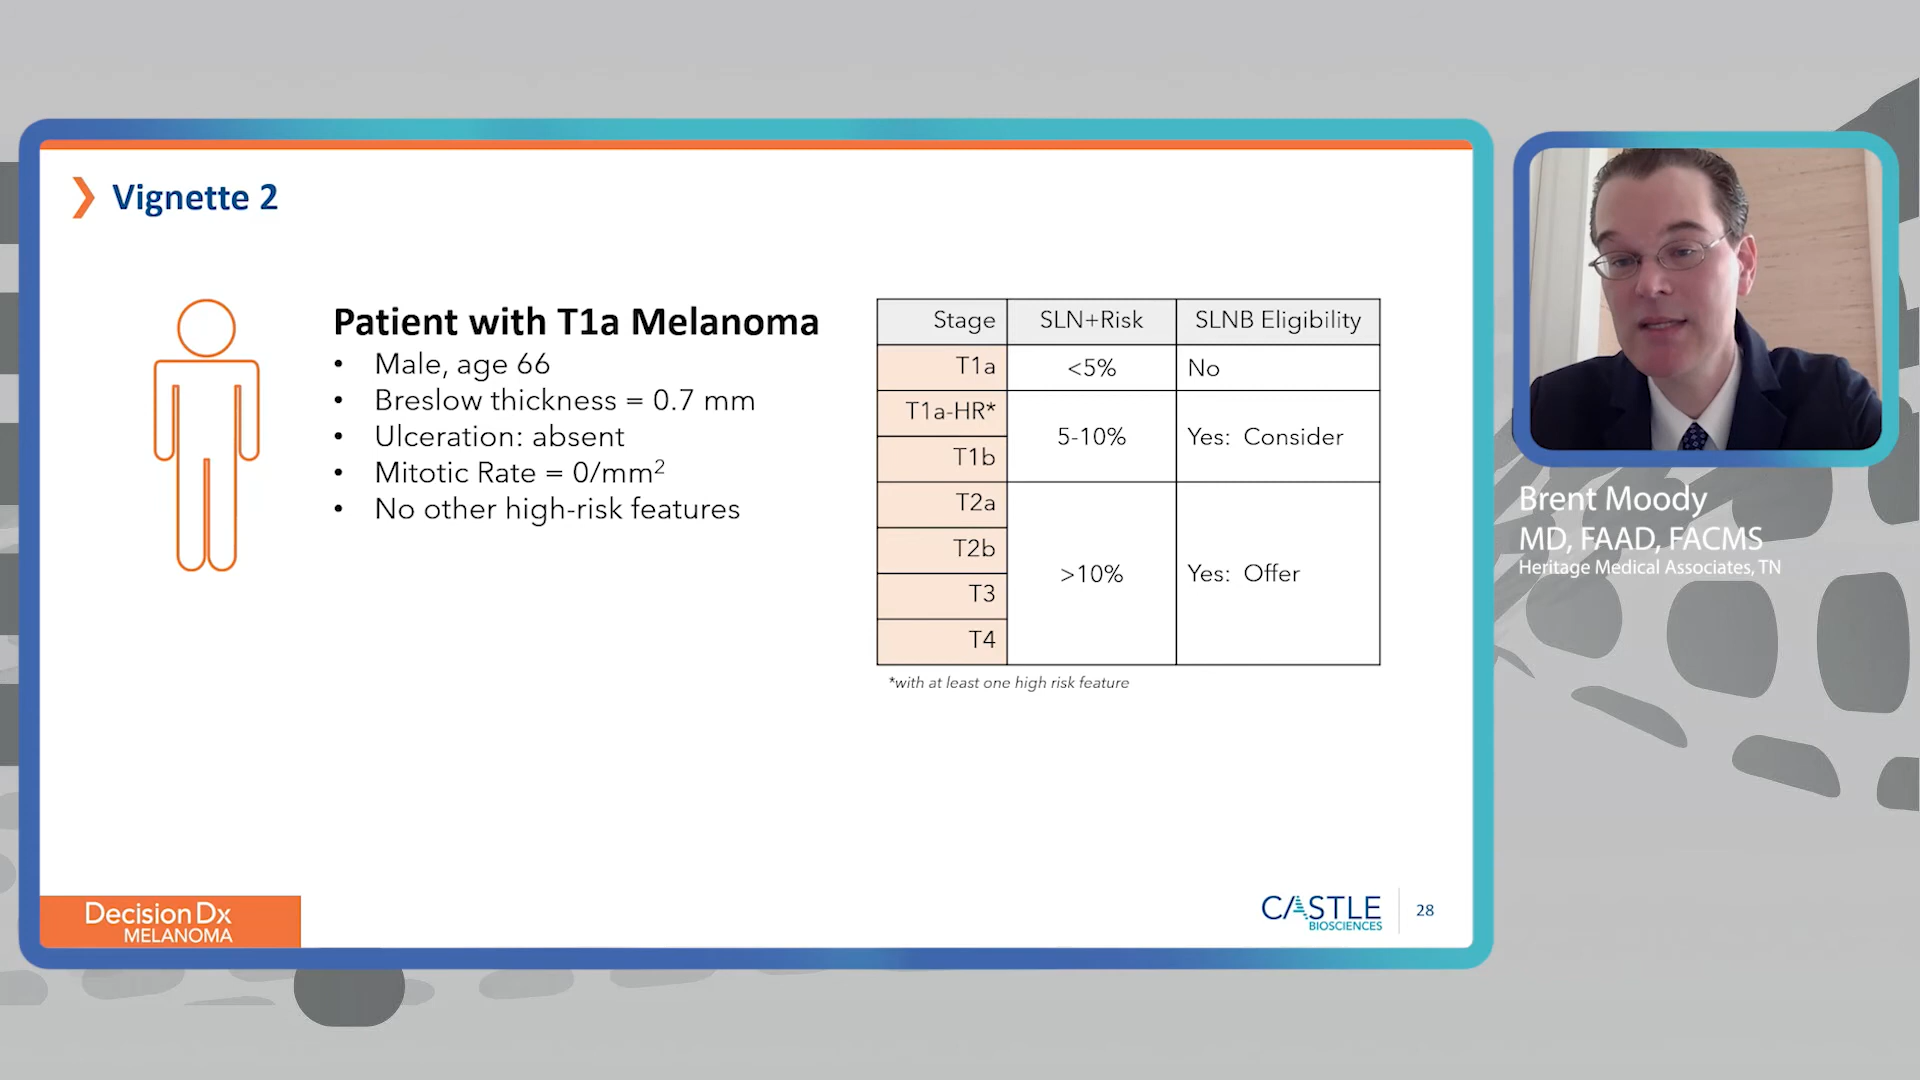 Vignette 2
Patient with T1a Melanoma
• Male, age 66
• Breslow thickness = 0.7 mm
• Ulceration: absent
• Mitotic Rate = 0/mm²
• No other high-risk features
Stage SLN+Risk SLNB Eligibility
T1a <5% No
T1a-HR*
5-10% Yes: Consider
T1b
T2a
T2b
>10% Yes: Offer
T3
T4
*with at least one high risk feature
DecisionDx
MELANOMA
CASTLE
BIOSCIENCES
28
Brent Moody
MD, FAAD, FACMS
Heritage Medical Associates, TN